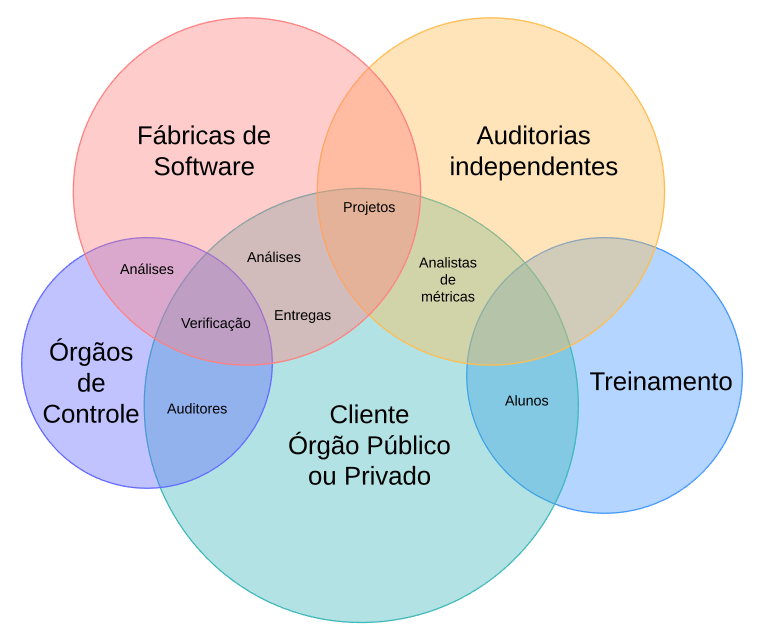 Fábricas de
Software
Auditorias
independentes
Projetos
Análises
Análises
Analistas
de
métricas
Entregas
Verificação
Órgãos
de
Controle
Treinamento
Auditores
Alunos
Cliente
Órgão Público
ou Privado